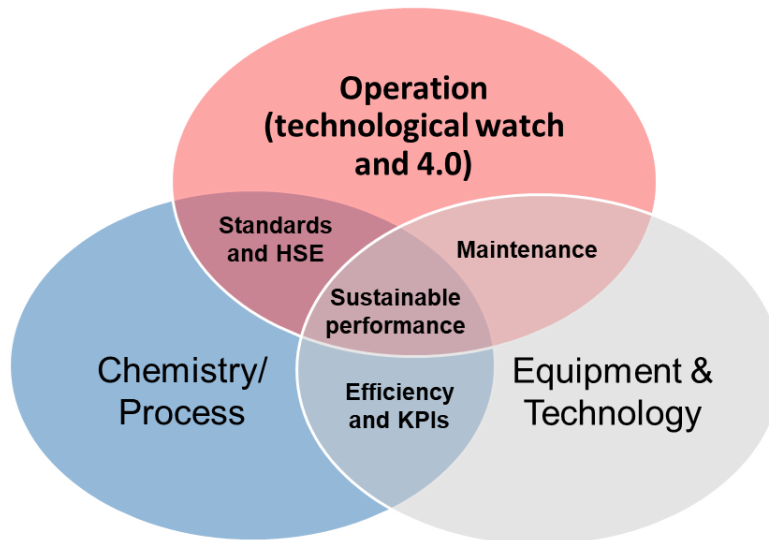 Operation
(technological watch
and 4.0)
Standards
and HSE
Maintenance
Sustainable
performance
Chemistry/
Process
Efficiency
and KPIs
Equipment &
Technology